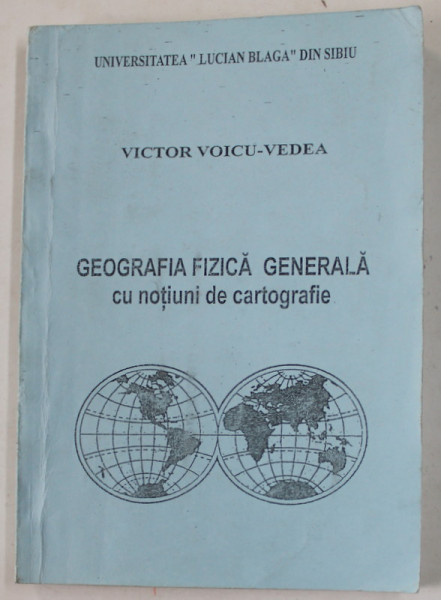 UNIVERSITATEA " LUCIAN BLAGA" DIN SIBIU
VICTOR VOICU-VEDEA
GEOGRAFIA FIZICĂ GENERALĂ
cu noțiuni de cartografie